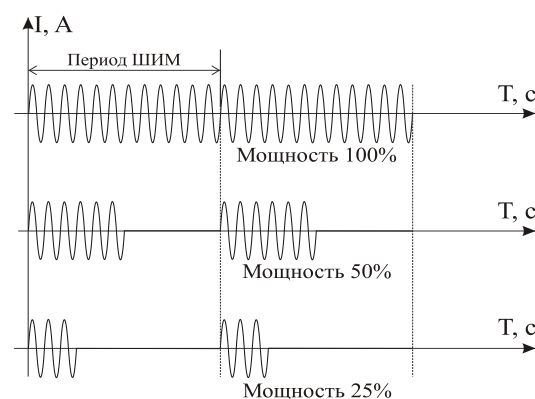 I, А
Период ШИМ
Т, с
Мощность 100%
Т, с
Мощность 50%
Т, с
Мощность 25%